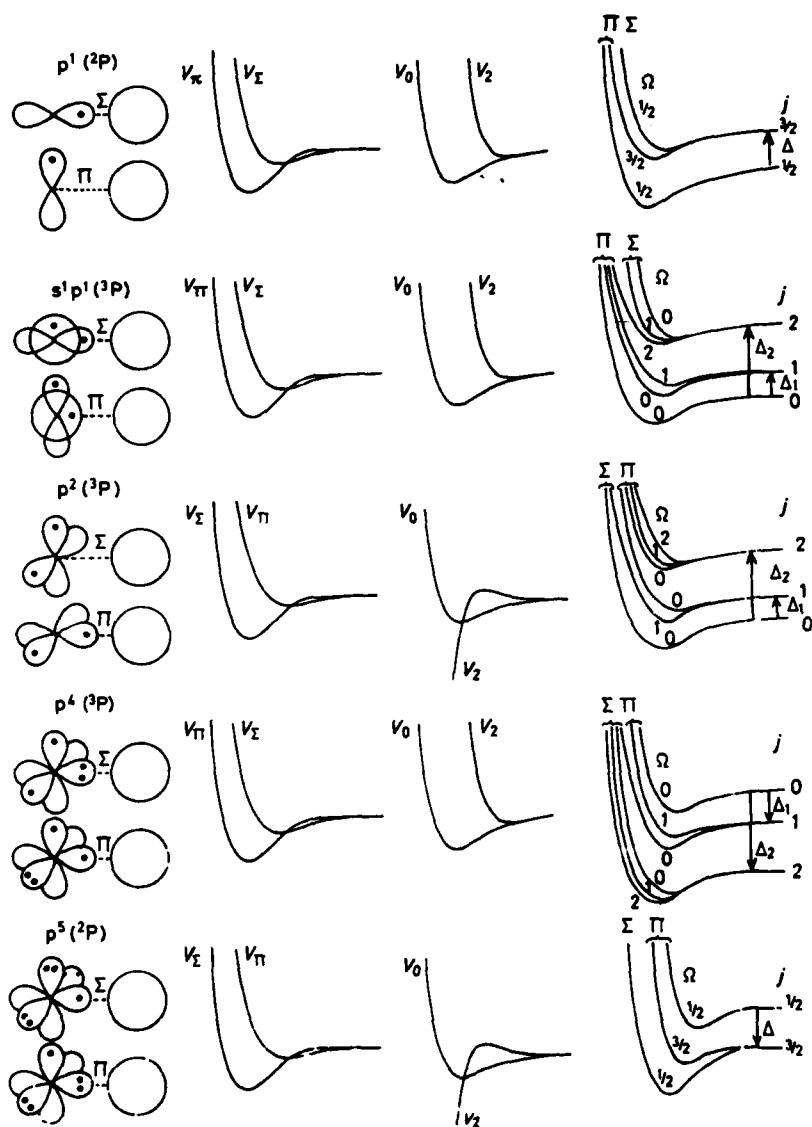 p¹ (²P)
Σ
Π
V_π V_Σ
V₀ V₂
Π Σ
Ω
1/2
3/2
1/2
j
3/2
Δ
1/2
s¹p¹ (³P)
Σ
Π
V_Π V_Σ
V₀ V₂
Π Σ
Ω
0
1
2
1
0
0
j
2
Δ₂
1
Δ₁
0
p² (³P)
Σ
Π
V_Σ V_Π
V₀
V₂
Σ Π
Ω
2
1
0
0
1
0
j
2
Δ₂
1
Δ₁
0
p⁴ (³P)
Σ
Π
V_Π V_Σ
V₀ V₂
Σ Π
Ω
0
1
0
0
1
2
j
0
Δ₁
1
Δ₂
2
p⁵ (²P)
Σ
Π
V_Σ V_Π
V₀
V₂
Σ Π
Ω
1/2
3/2
1/2
j
1/2
Δ
3/2